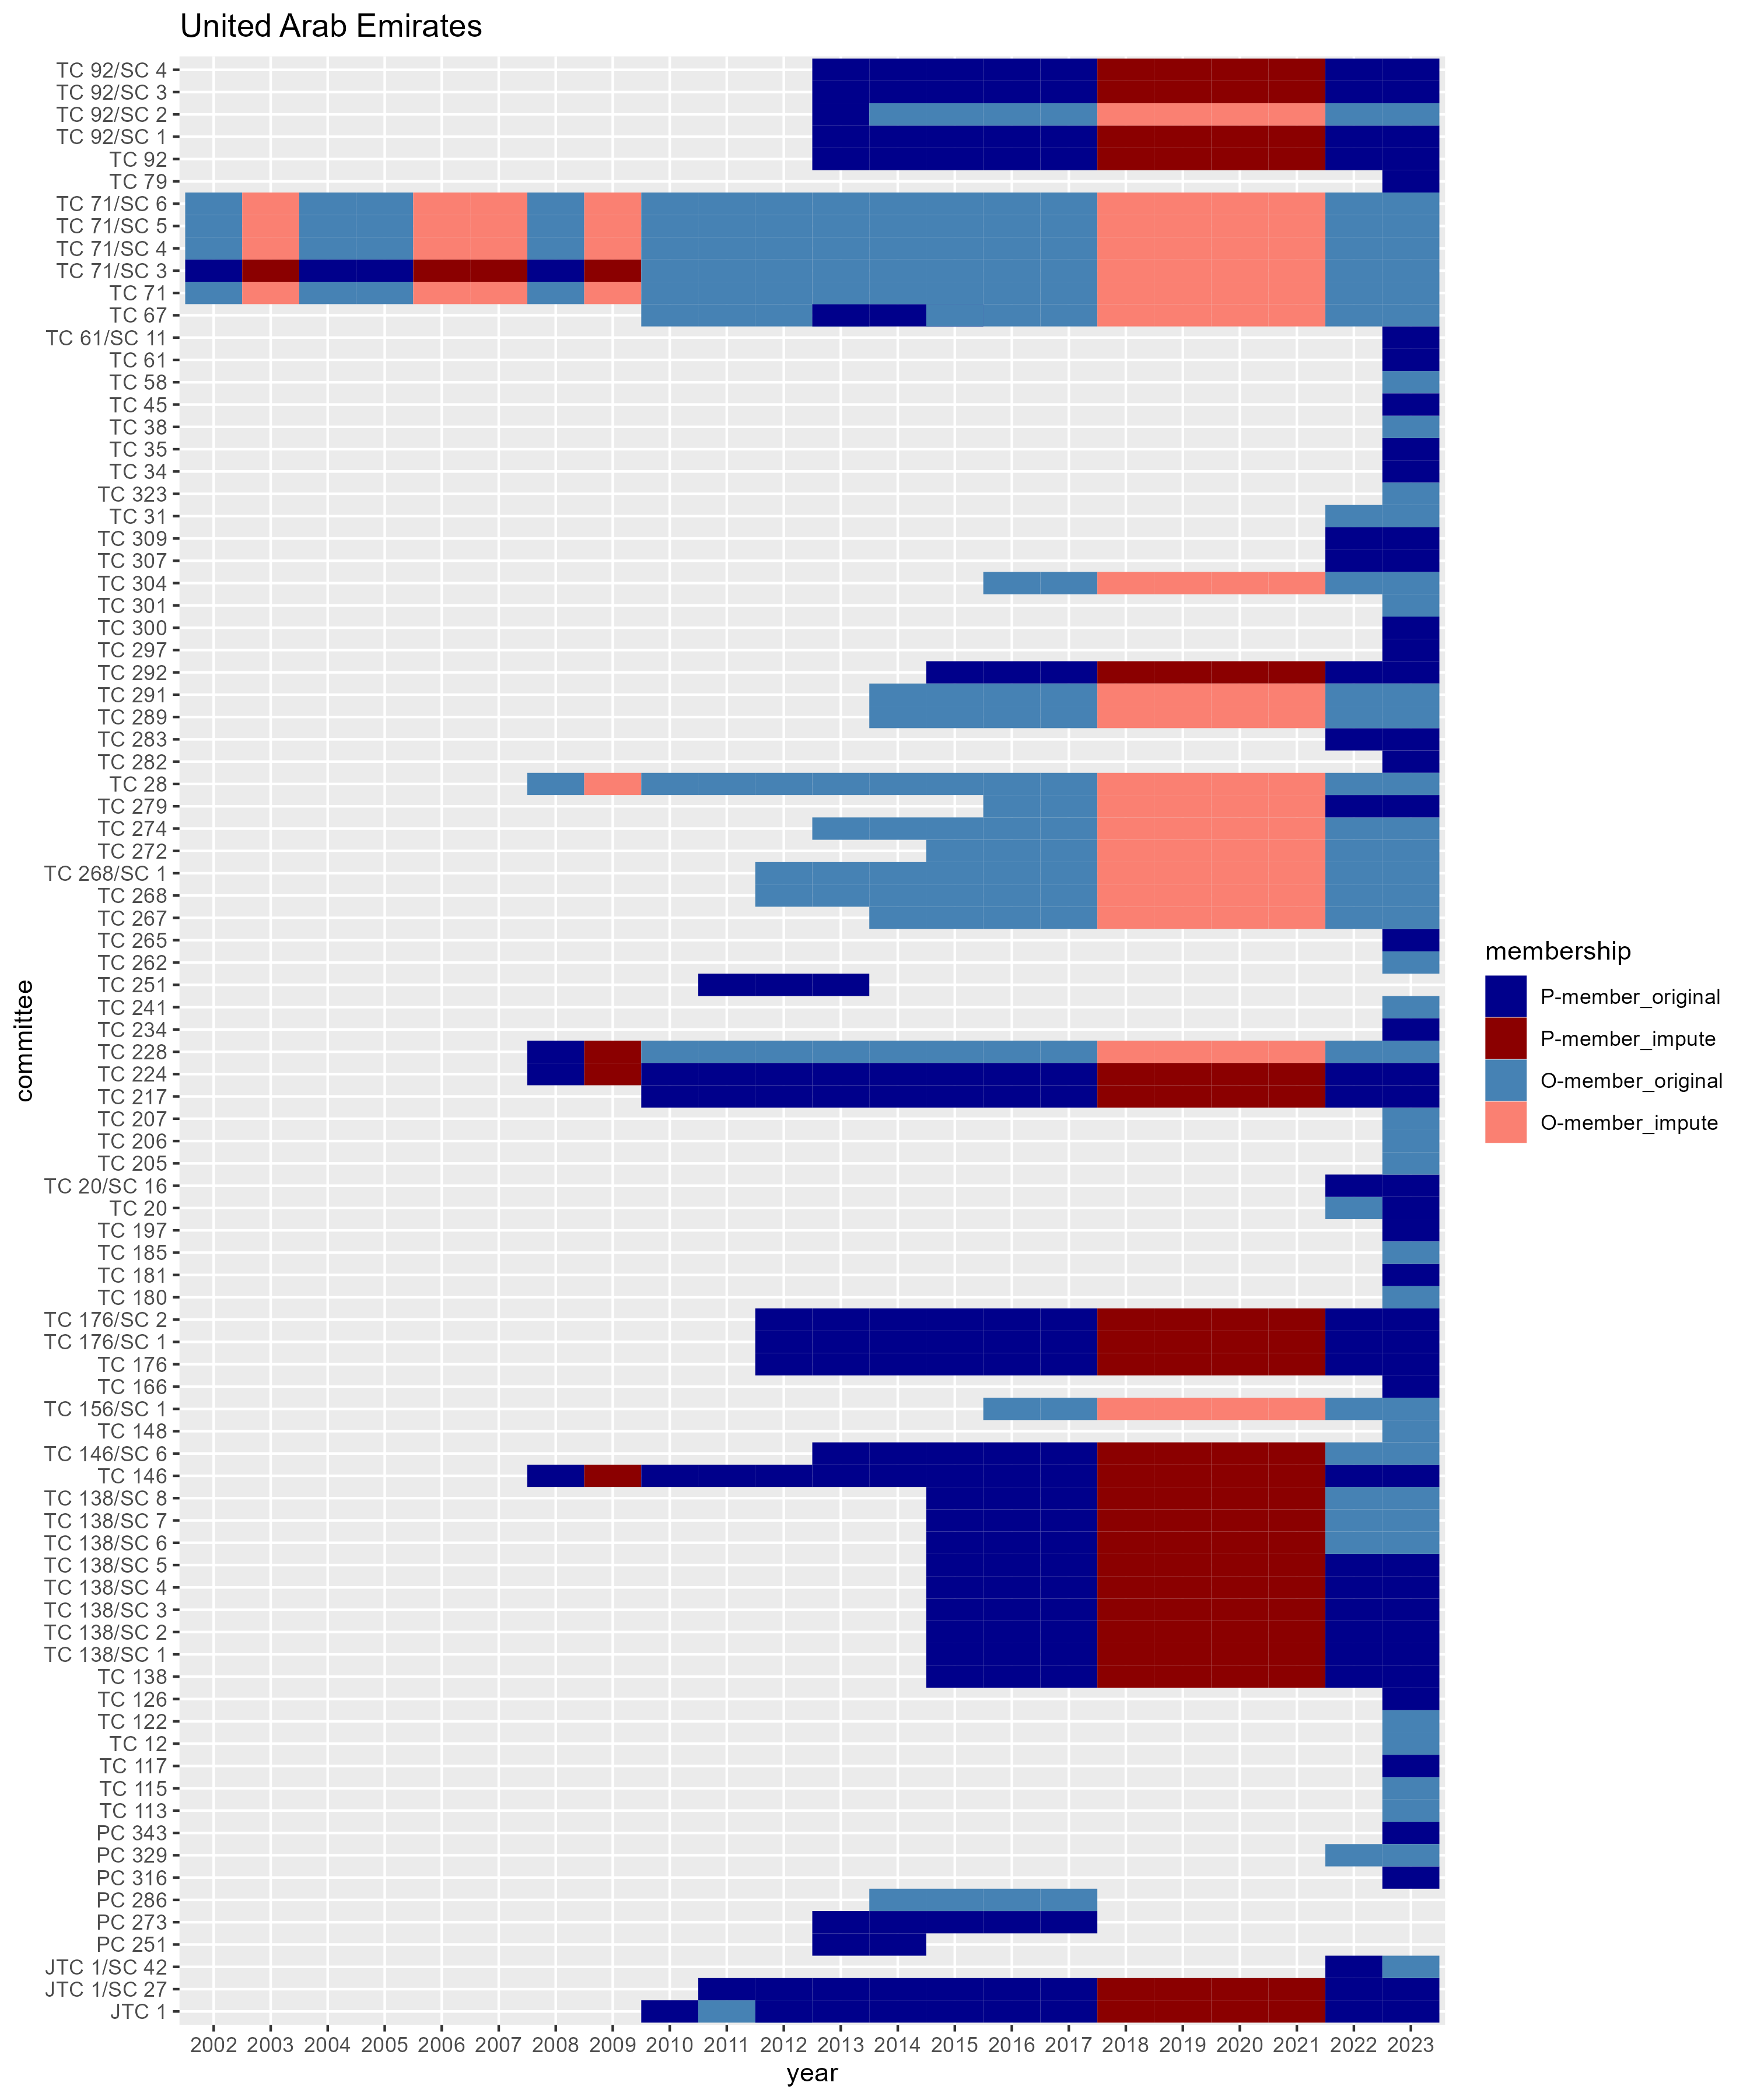 United Arab Emirates
TC 92/SC 4
TC 92/SC 3
TC 92/SC 2
TC 92/SC 1
TC 92
TC 79
TC 71/SC 6
TC 71/SC 5
TC 71/SC 4
TC 71/SC 3
TC 71
TC 67
TC 61/SC 11
TC 61
TC 58
TC 45
TC 38
TC 35
TC 34
TC 323
TC 31
TC 309
TC 307
TC 304
TC 301
TC 300
TC 297
TC 292
TC 291
TC 289
TC 283
TC 282
TC 28
TC 279
TC 274
TC 272
TC 268/SC 1
TC 268
TC 267
TC 265
TC 262
TC 251
TC 241
TC 234
TC 228
TC 224
TC 217
TC 207
TC 206
TC 205
TC 20/SC 16
TC 20
TC 197
TC 185
TC 181
TC 180
TC 176/SC 2
TC 176/SC 1
TC 176
TC 166
TC 156/SC 1
TC 148
TC 146/SC 6
TC 146
TC 138/SC 8
TC 138/SC 7
TC 138/SC 6
TC 138/SC 5
TC 138/SC 4
TC 138/SC 3
TC 138/SC 2
TC 138/SC 1
TC 138
TC 126
TC 122
TC 12
TC 117
TC 115
TC 113
PC 343
PC 329
PC 316
PC 286
PC 273
PC 251
JTC 1/SC 42
JTC 1/SC 27
JTC 1
committee
2002 2003 2004 2005 2006 2007 2008 2009 2010 2011 2012 2013 2014 2015 2016 2017 2018 2019 2020 2021 2022 2023
year
membership
P-member_original
P-member_impute
O-member_original
O-member_impute